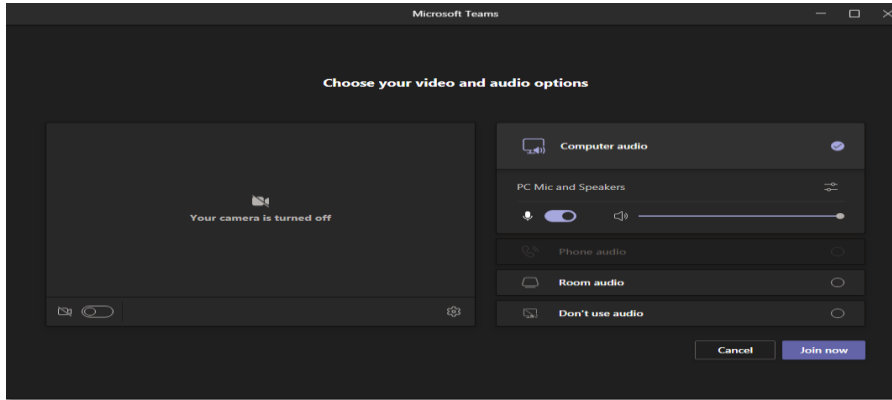 Microsoft Teams
Choose your video and audio options
Your camera is turned off
Computer audio
PC Mic and Speakers
Phone audio
Room audio
Don't use audio
Cancel
Join now